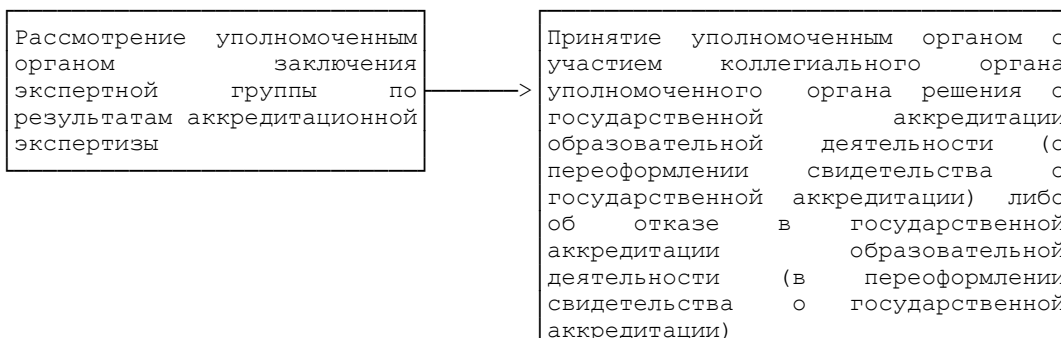 Рассмотрение уполномоченным
органом заключения
экспертной группы по
результатам аккредитационной
экспертизы
Принятие уполномоченным органом с
участием коллегиального органа
уполномоченного органа решения о
государственной аккредитации
образовательной деятельности (о
переоформлении свидетельства о
государственной аккредитации) либо
об отказе в государственной
аккредитации образовательной
деятельности (в переоформлении
свидетельства о государственной
аккредитации)